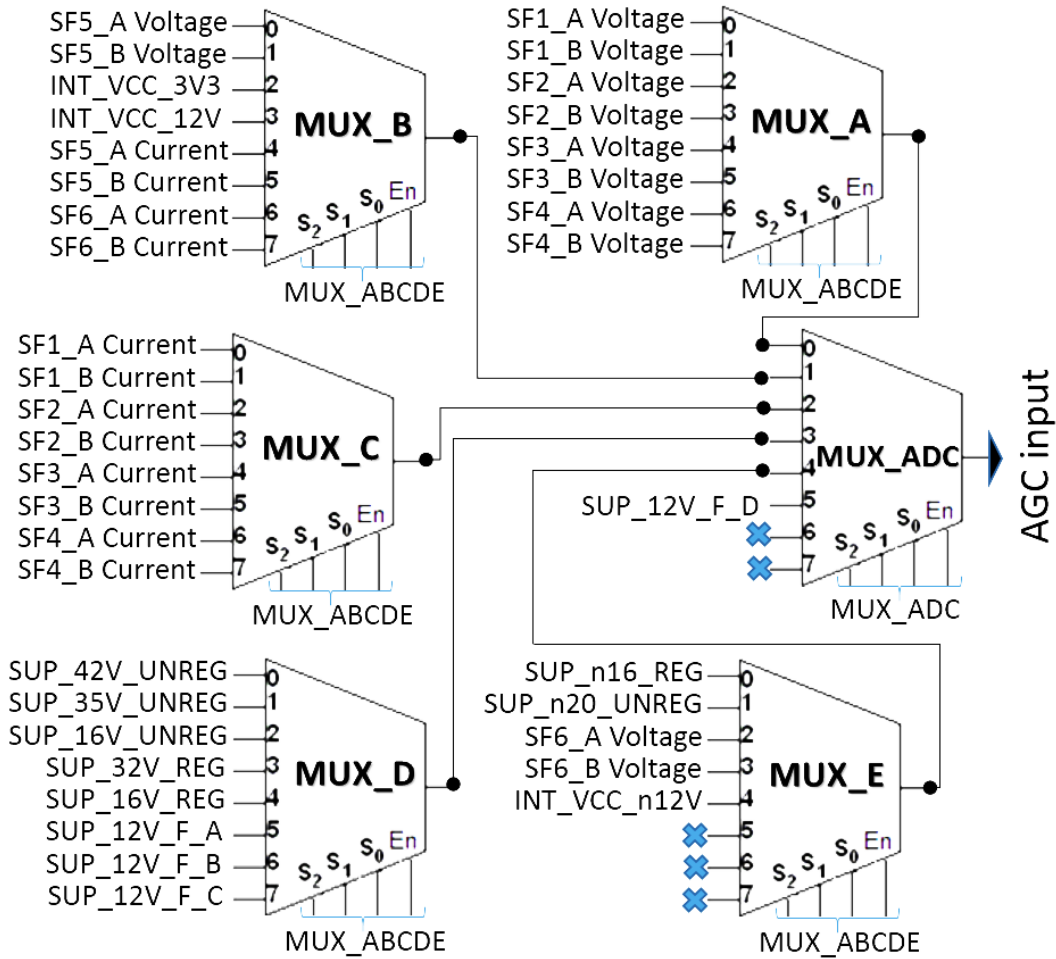 SF5_A Voltage 0
SF5_B Voltage 1
INT_VCC_3V3 2
INT_VCC_12V 3
SF5_A Current 4
SF5_B Current 5
SF6_A Current 6
SF6_B Current 7
MUX_B
S2 S1 S0 En
MUX_ABCDE
SF1_A Voltage 0
SF1_B Voltage 1
SF2_A Voltage 2
SF2_B Voltage 3
SF3_A Voltage 4
SF3_B Voltage 5
SF4_A Voltage 6
SF4_B Voltage 7
MUX_A
S2 S1 S0 En
MUX_ABCDE
SF1_A Current 0
SF1_B Current 1
SF2_A Current 2
SF2_B Current 3
SF3_A Current 4
SF3_B Current 5
SF4_A Current 6
SF4_B Current 7
MUX_C
S2 S1 S0 En
MUX_ABCDE
0
1
2
3
4
SUP_12V_F_D 5
6
7
MUX_ADC
S2 S1 S0 En
MUX_ADC
AGC input
SUP_42V_UNREG 0
SUP_35V_UNREG 1
SUP_16V_UNREG 2
SUP_32V_REG 3
SUP_16V_REG 4
SUP_12V_F_A 5
SUP_12V_F_B 6
SUP_12V_F_C 7
MUX_D
S2 S1 S0 En
MUX_ABCDE
SUP_n16_REG 0
SUP_n20_UNREG 1
SF6_A Voltage 2
SF6_B Voltage 3
INT_VCC_n12V 4
5
6
7
MUX_E
S2 S1 S0 En
MUX_ABCDE